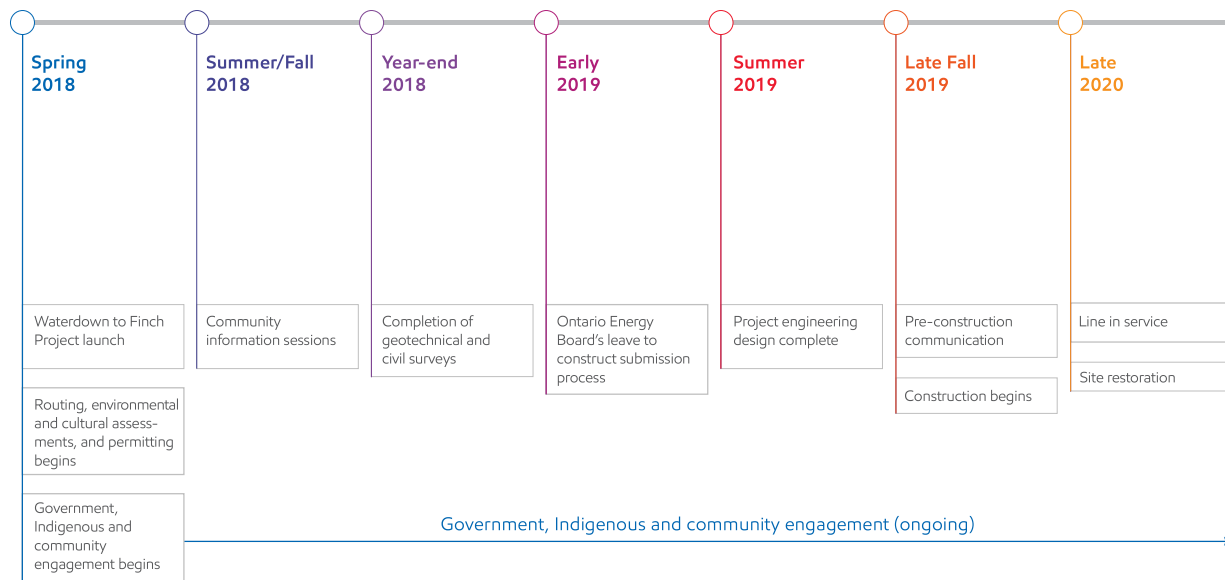 Spring
2018
Summer/Fall
2018
Year-end
2018
Early
2019
Summer
2019
Late Fall
2019
Late
2020
Waterdown to Finch
Project launch
Routing, environmental
and cultural assess-
ments, and permitting
begins
Government,
Indigenous and
community
engagement begins
Community
information sessions
Completion of
geotechnical and
civil surveys
Ontario Energy
Board’s leave to
construct submission
process
Project engineering
design complete
Pre-construction
communication
Construction begins
Line in service
Site restoration
Government, Indigenous and community engagement (ongoing)